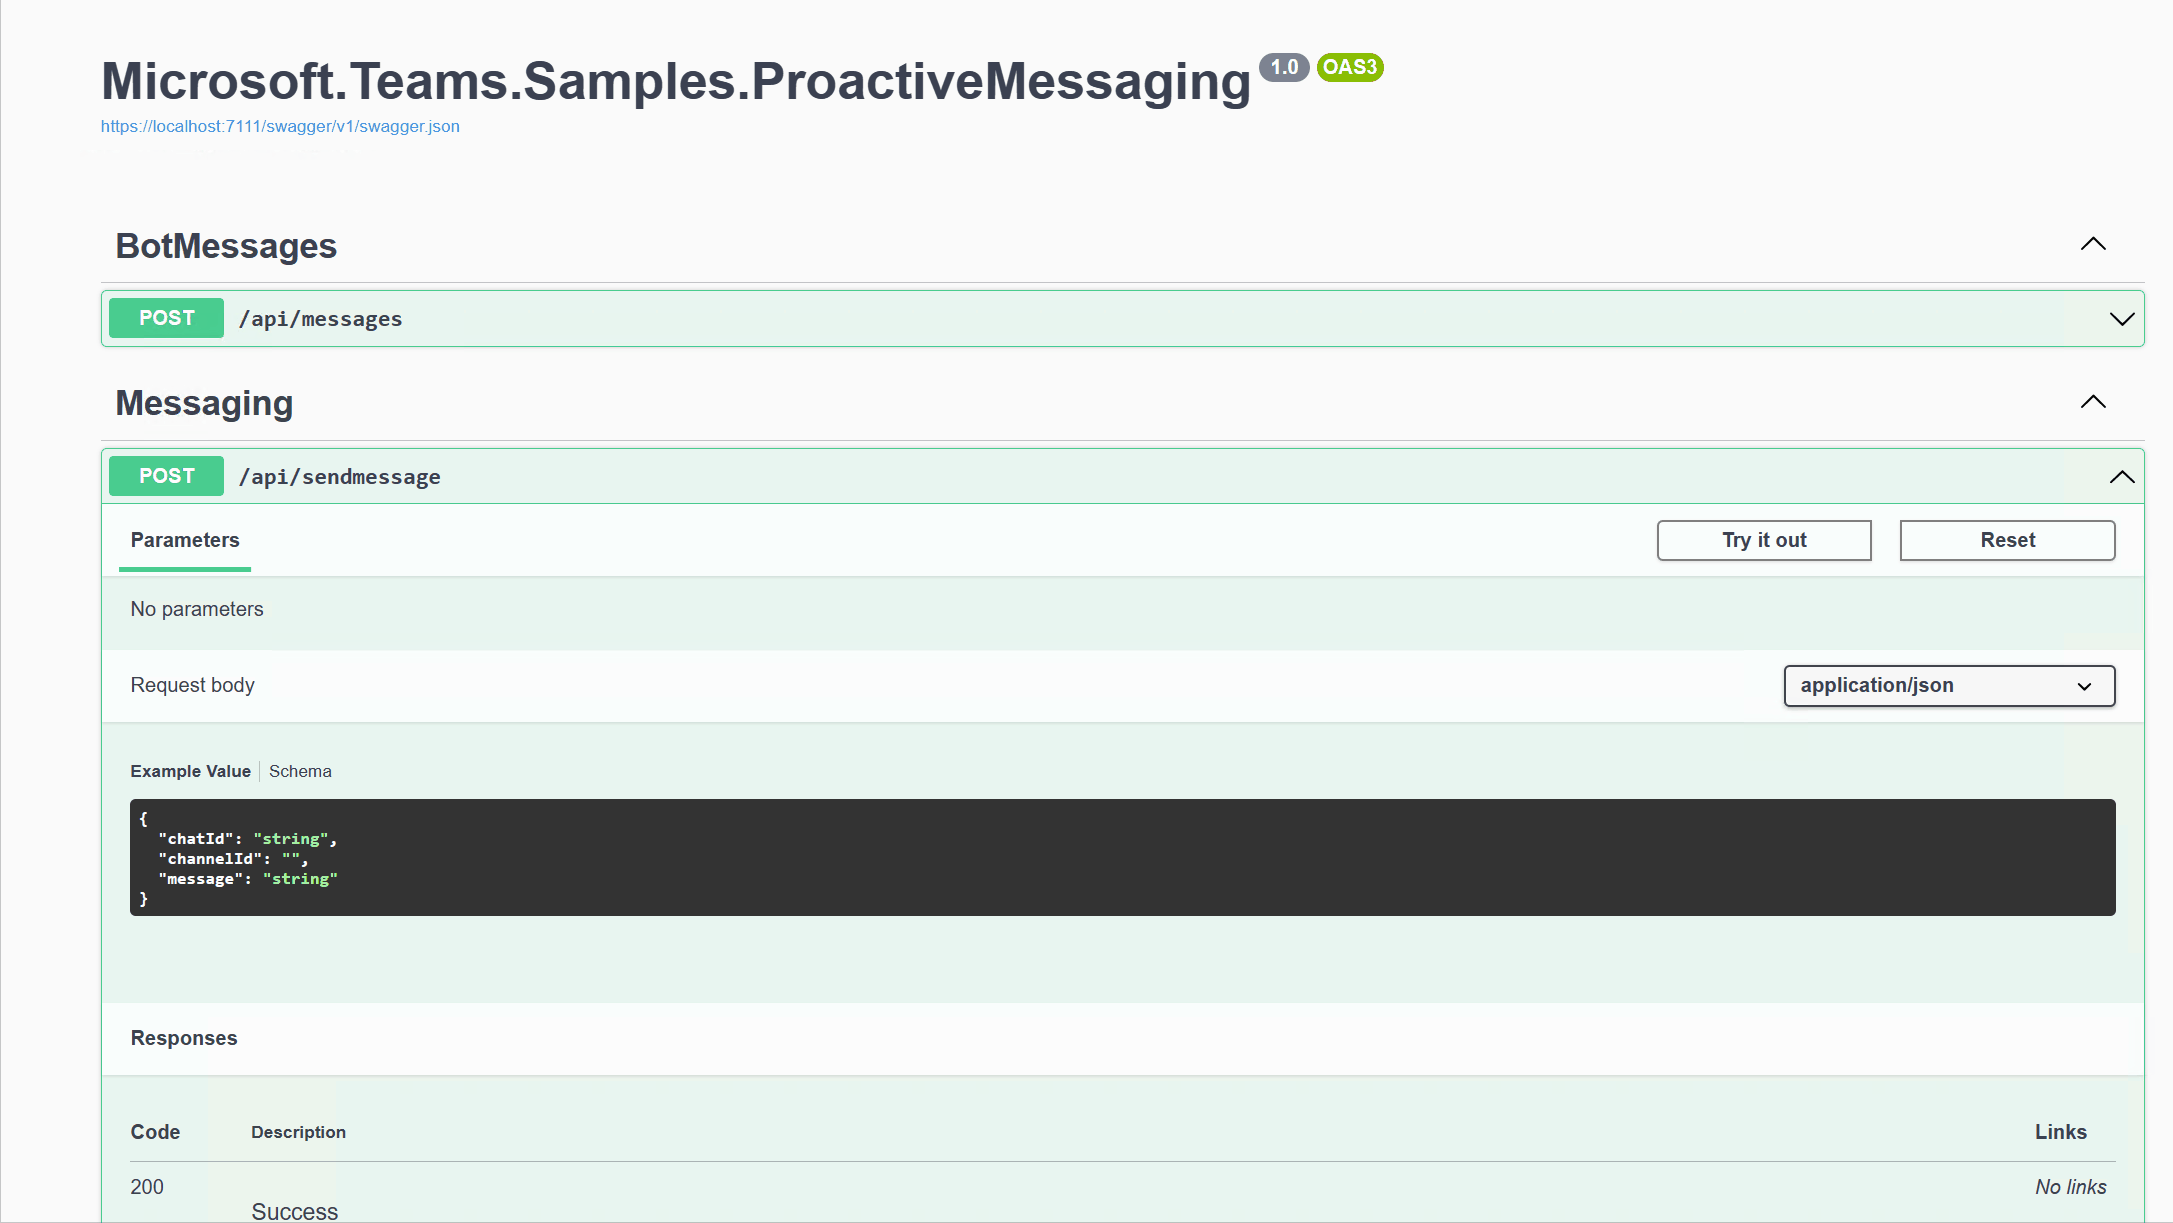 Microsoft.Teams.Samples.ProactiveMessaging 1.0 OAS3
https://localhost:7111/swagger/v1/swagger.json
BotMessages
POST /api/messages
Messaging
POST /api/sendmessage
Parameters Try it out Reset
No parameters
Request body application/json
Example Value Schema
{
"chatId": "string",
"channelId": "",
"message": "string"
}
Responses
Code Description Links
200 No links
Success